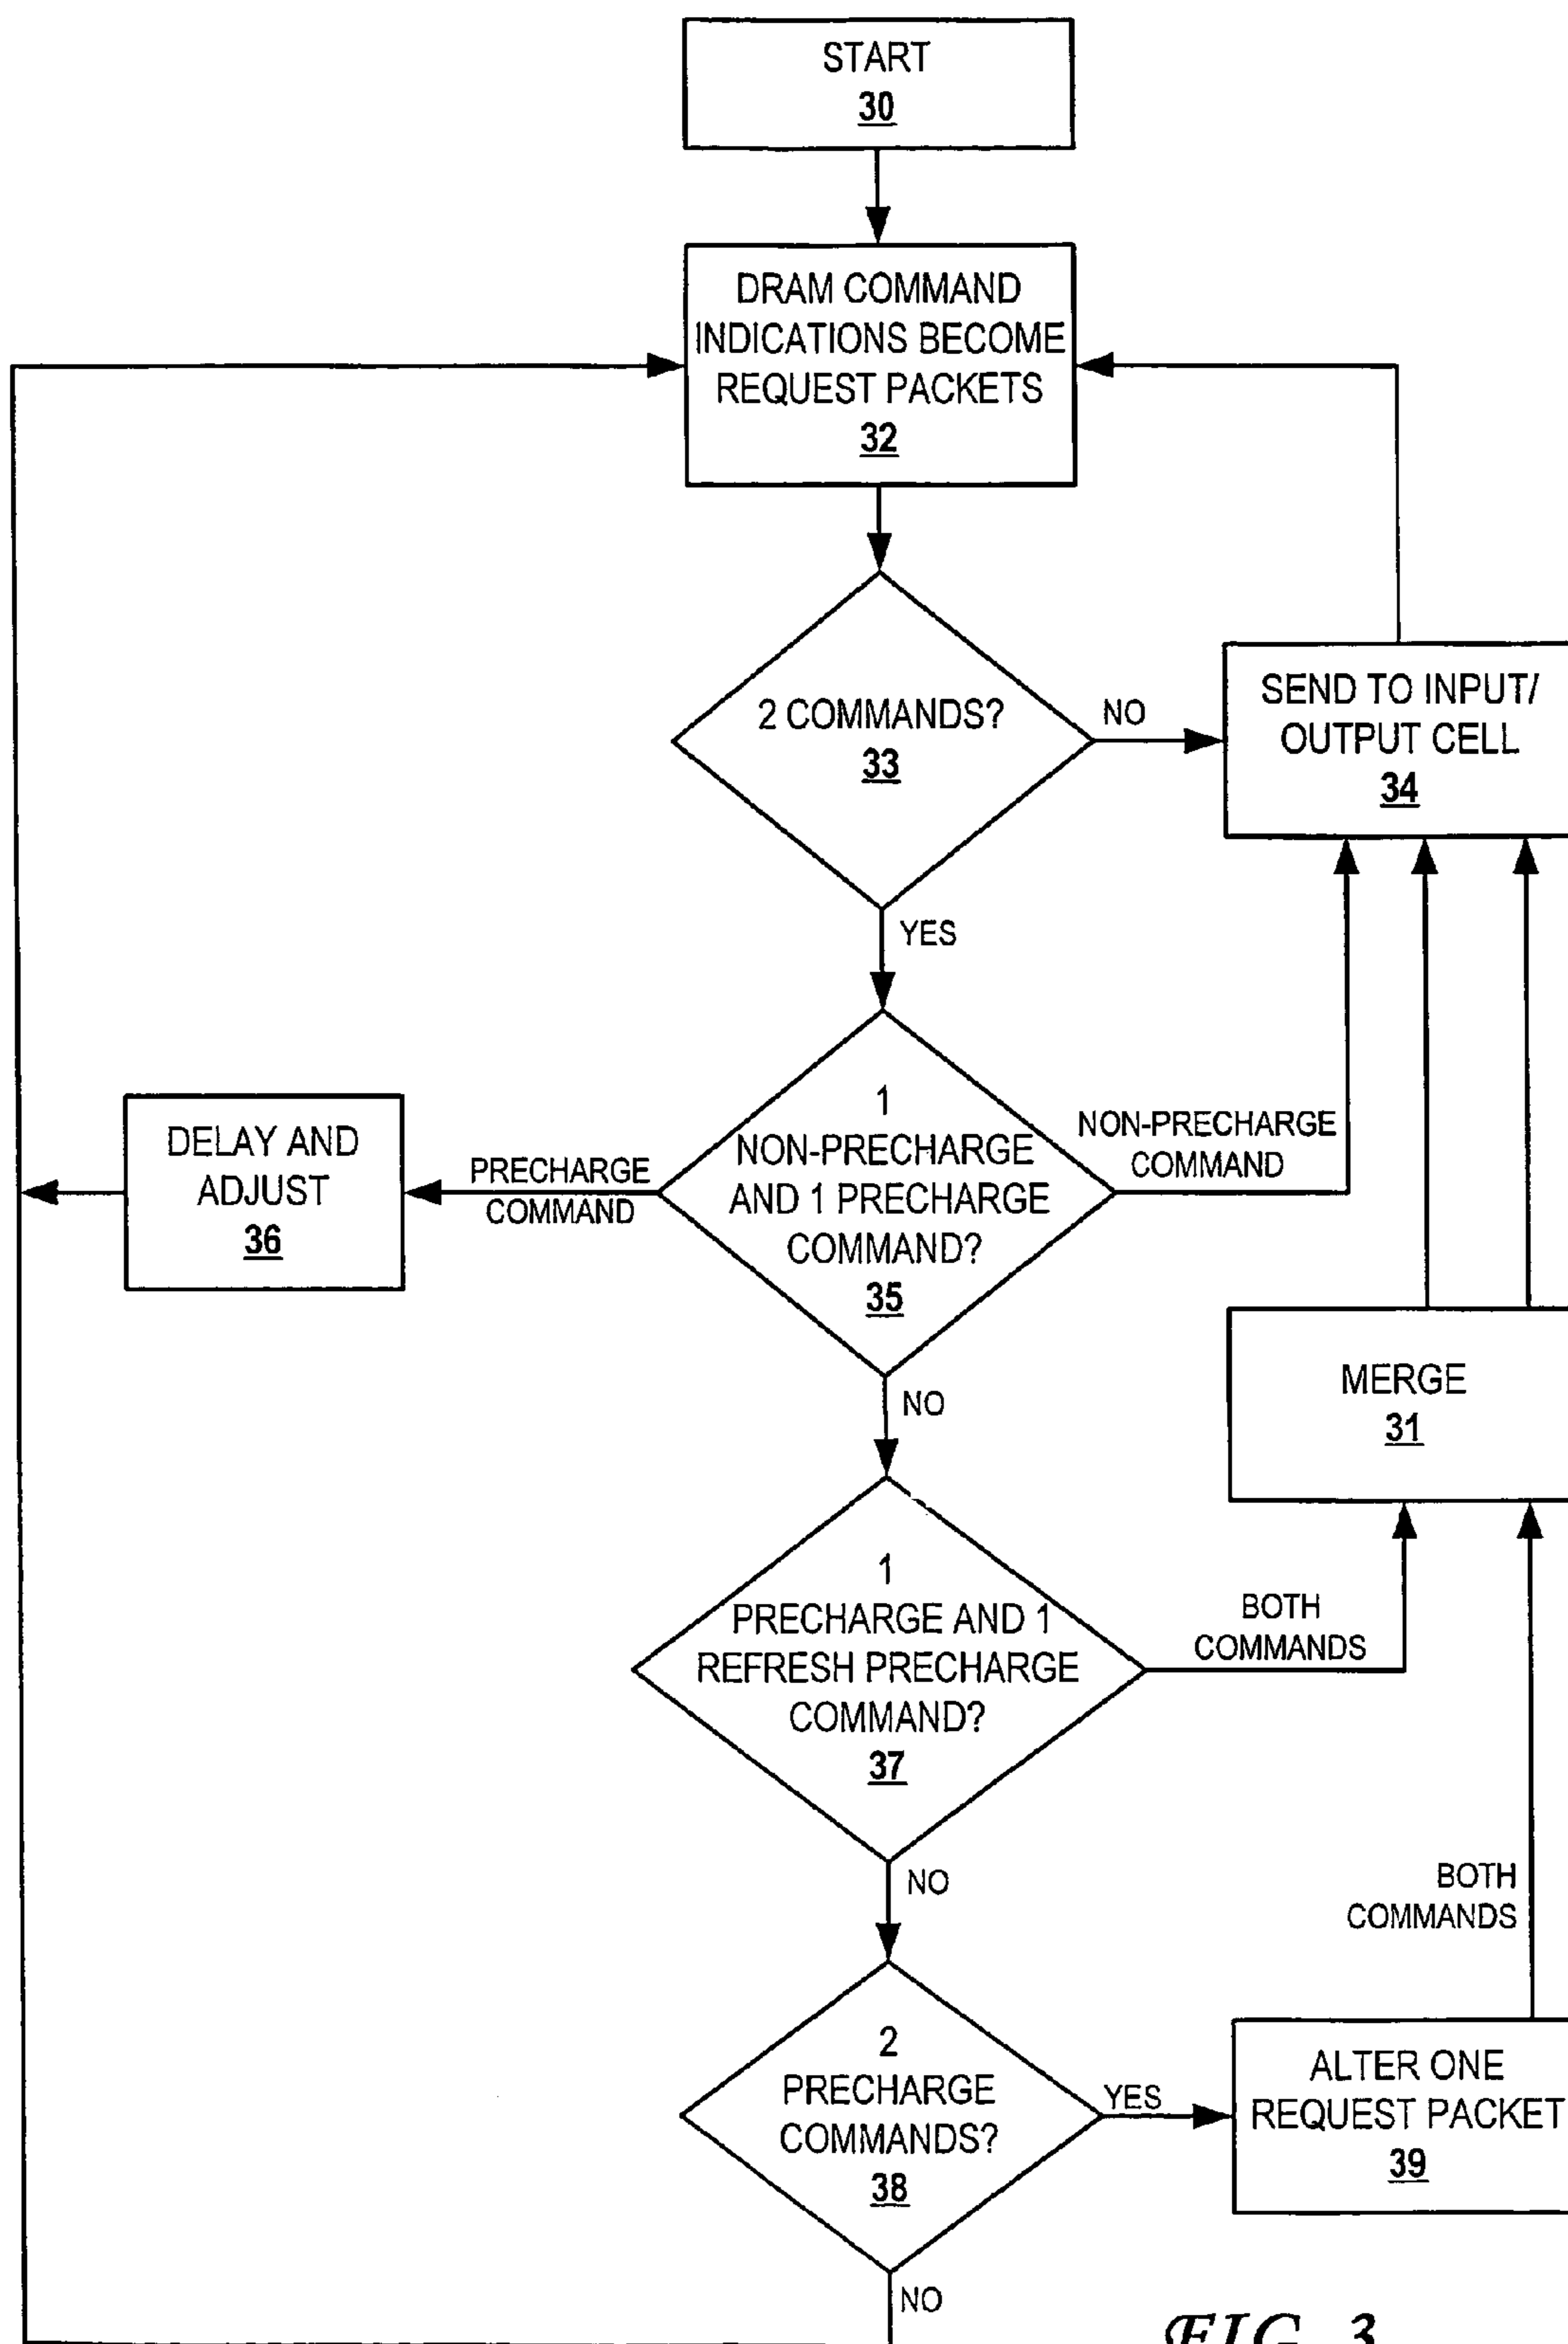 START
30
DRAM COMMAND
INDICATIONS BECOME
REQUEST PACKETS
32
2 COMMANDS?
33
NO
SEND TO INPUT/
OUTPUT CELL
34
YES
1
NON-PRECHARGE
AND 1 PRECHARGE
COMMAND?
35
NON-PRECHARGE
COMMAND
PRECHARGE
COMMAND
DELAY AND
ADJUST
36
NO
MERGE
31
1
PRECHARGE AND 1
REFRESH PRECHARGE
COMMAND?
37
BOTH
COMMANDS
NO
BOTH
COMMANDS
2
PRECHARGE
COMMANDS?
38
YES
ALTER ONE
REQUEST PACKET
39
NO
FIG. 3